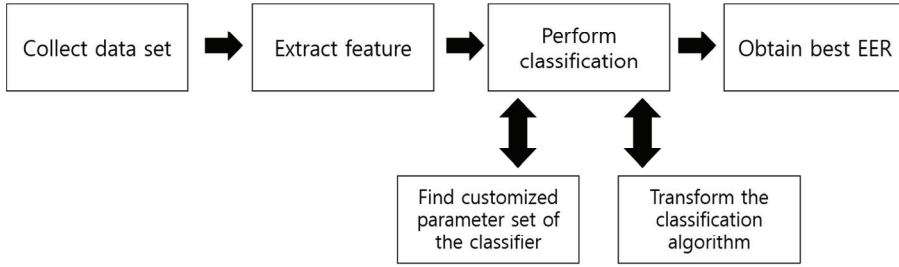 Collect data set
Extract feature
Perform
classification
Obtain best EER
Find customized
parameter set of
the classifier
Transform the
classification
algorithm